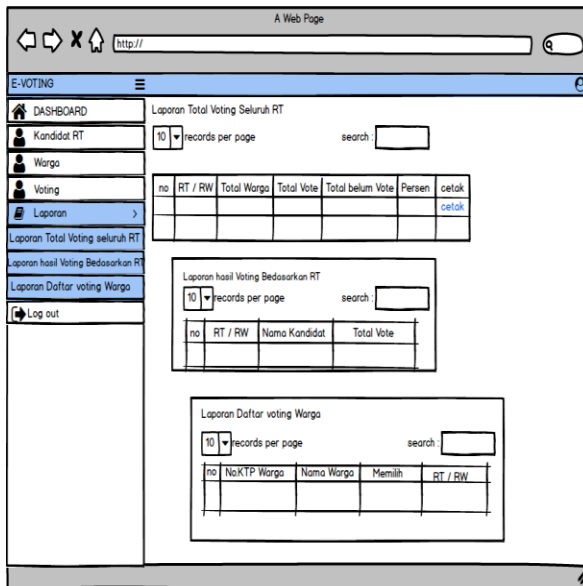 A Web Page
http://
E-VOTING
DASHBOARD
Kandidat RT
Warga
Voting
Laporan
Laporan Total Voting seluruh RT
Laporan hasil Voting Bedasarkan RT
Laporan Daftar voting Warga
Log out
Laporan Total Voting Seluruh RT
10 records per page search :
no RT / RW Total Warga Total Vote Total belum Vote Persen cetak
cetak
Laporan hasil Voting Bedasarkan RT
10 records per page search :
no RT / RW Nama Kandidat Total Vote
Laporan Daftar voting Warga
10 records per page search :
no No.KTP Warga Nama Warga Memilih RT / RW